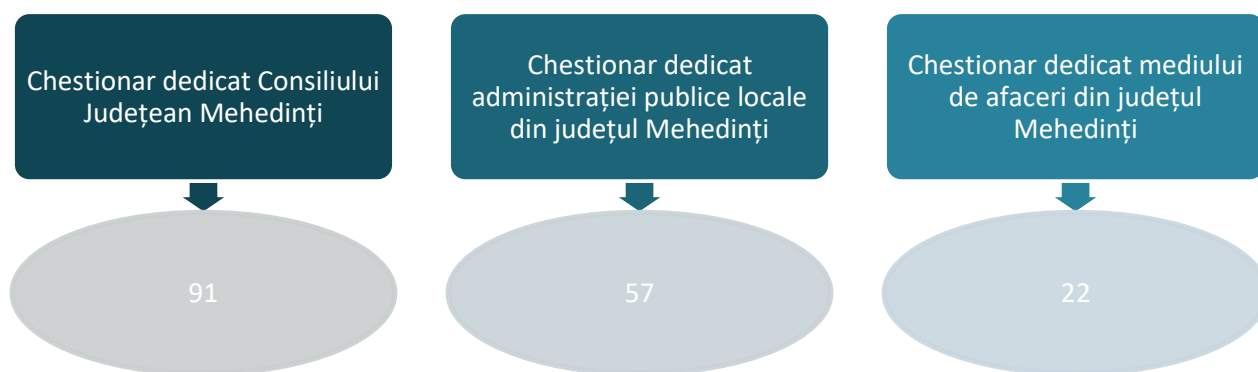 Chestionar dedicat Consiliului
Județean Mehedinți
Chestionar dedicat
administrației publice locale
din județul Mehedinți
Chestionar dedicat mediului
de afaceri din județul
Mehedinți
91
57
22